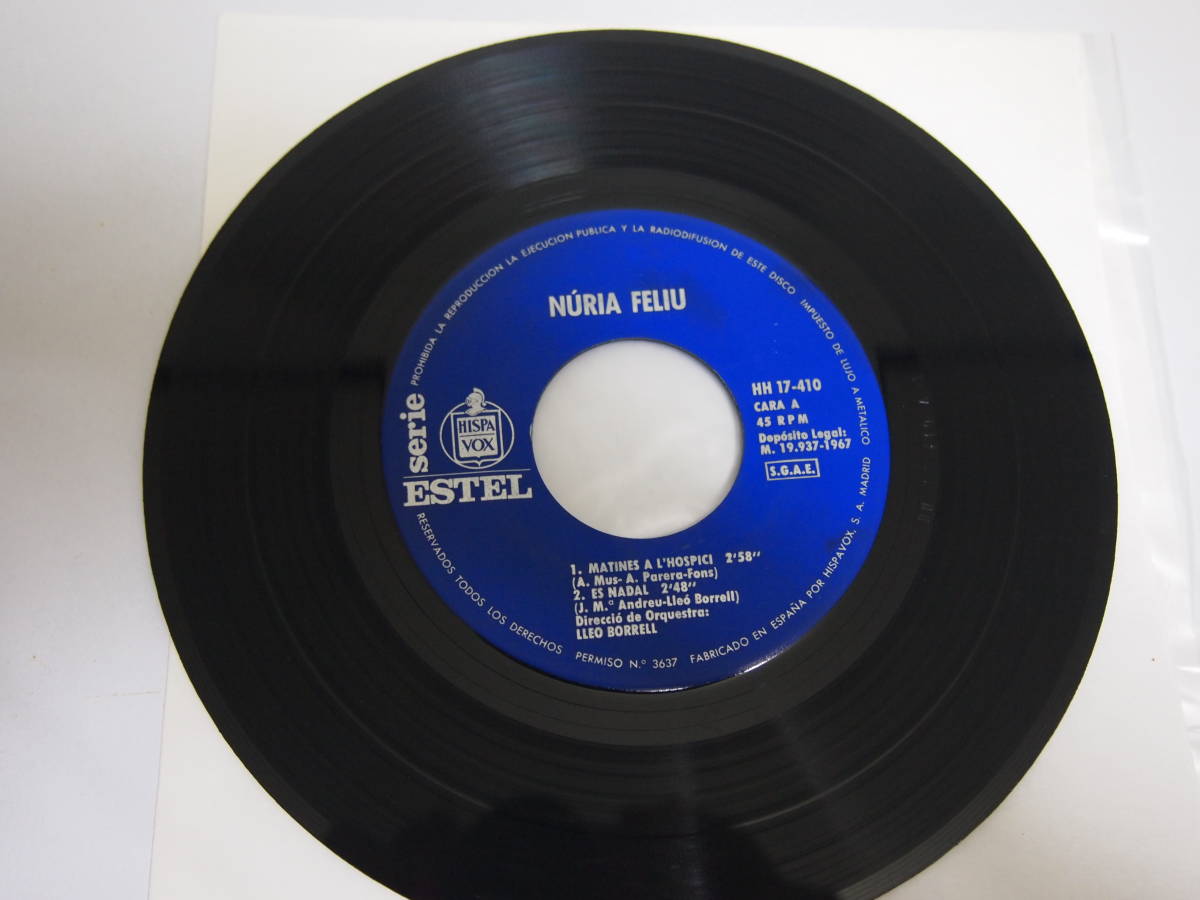 PROHIBIDA LA REPRODUCCION LA EJECUCION PUBLICA Y LA RADIODIFUSION DE ESTE DISCO IMPUESTO DE LUJO A METALICO
NÚRIA FELIU
serie
HISPA
VOX
ESTEL
HH 17-410
CARA A
45 RPM
Depósito Legal:
M. 19.937-1967
S.G.A.E.
1. MATINES A L'HOSPICI 2'58''
(A. Mus- A. Parera-Fons)
2. ES NADAL 2'48''
(J. M.ª Andreu-Lleó Borrell)
Direcció de Orquestra:
LLEO BORRELL
RESERVADOS TODOS LOS DERECHOS PERMISO N.º 3637 FABRICADO EN ESPAÑA POR HISPAVOX, S. A. MADRID